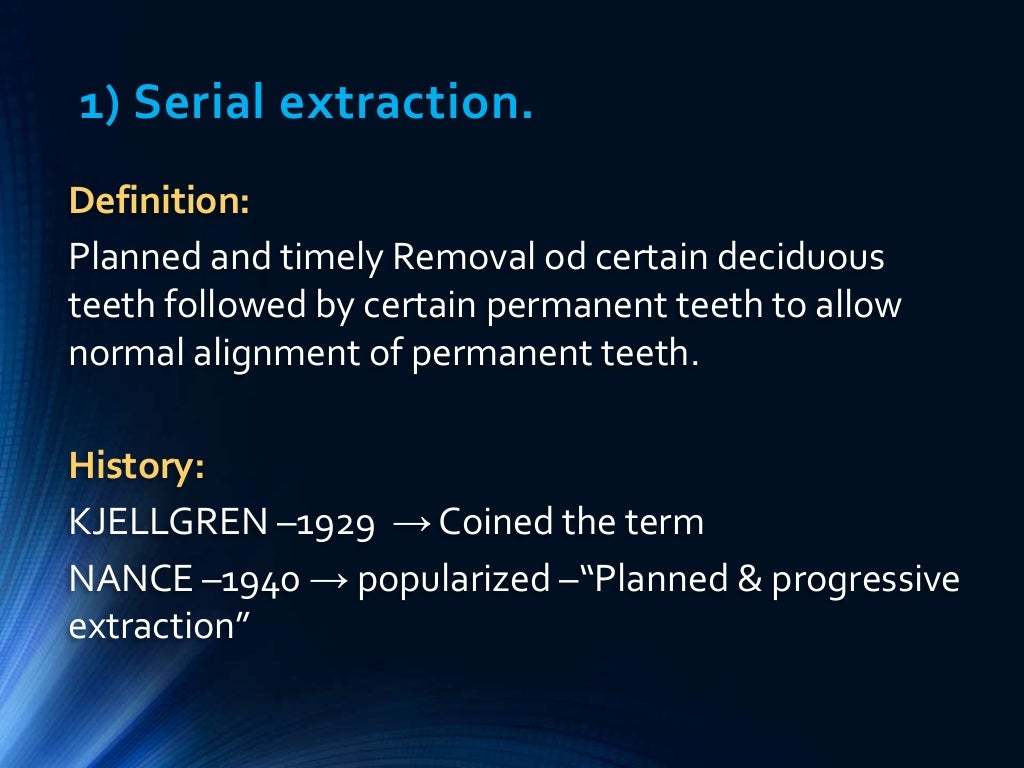 1) Serial extraction.
Definition:
Planned and timely Removal od certain deciduous
teeth followed by certain permanent teeth to allow
normal alignment of permanent teeth.
History:
KJELLGREN –1929 → Coined the term
NANCE –1940 → popularized –“Planned & progressive
extraction”